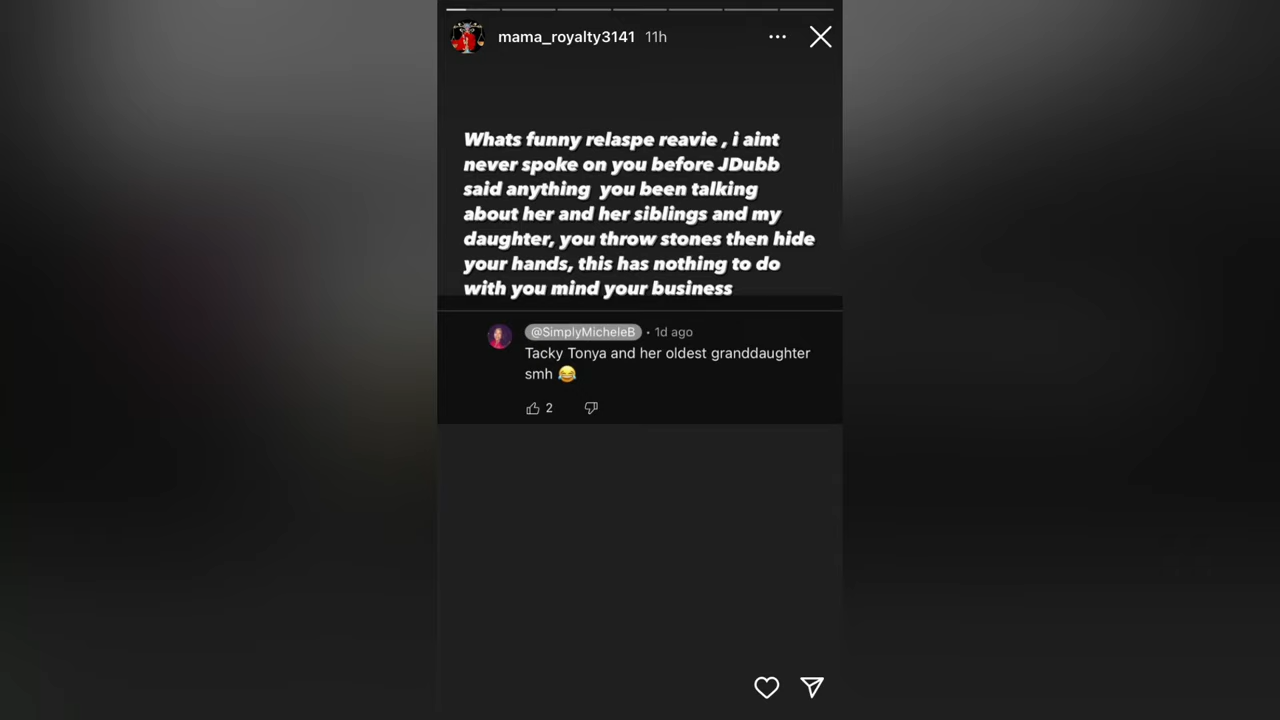 mama_royalty3141 11h
Whats funny relaspe reavie , i aint
never spoke on you before JDubb
said anything you been talking
about her and her siblings and my
daughter, you throw stones then hide
your hands, this has nothing to do
with you mind your business
@SimplyMicheleB • 1d ago
Tacky Tonya and her oldest granddaughter
smh 😂
2